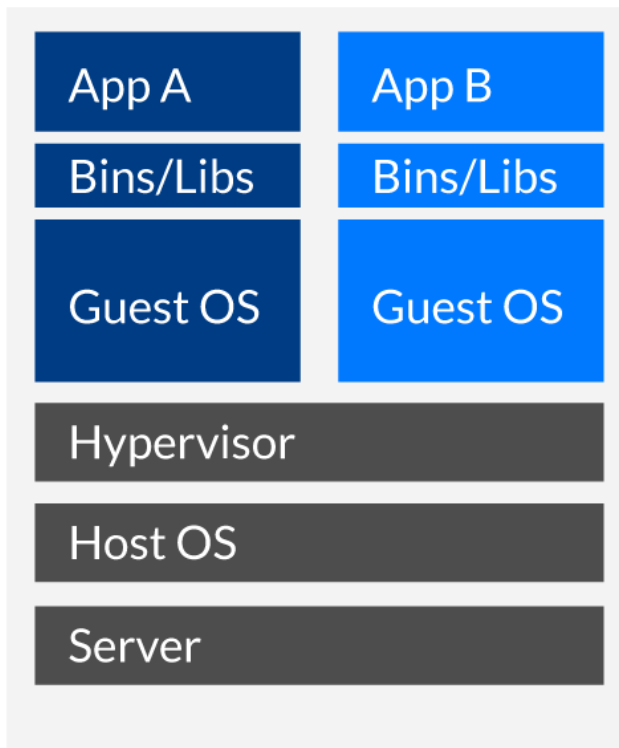 App A
App B
Bins/Libs
Bins/Libs
Guest OS
Guest OS
Hypervisor
Host OS
Server